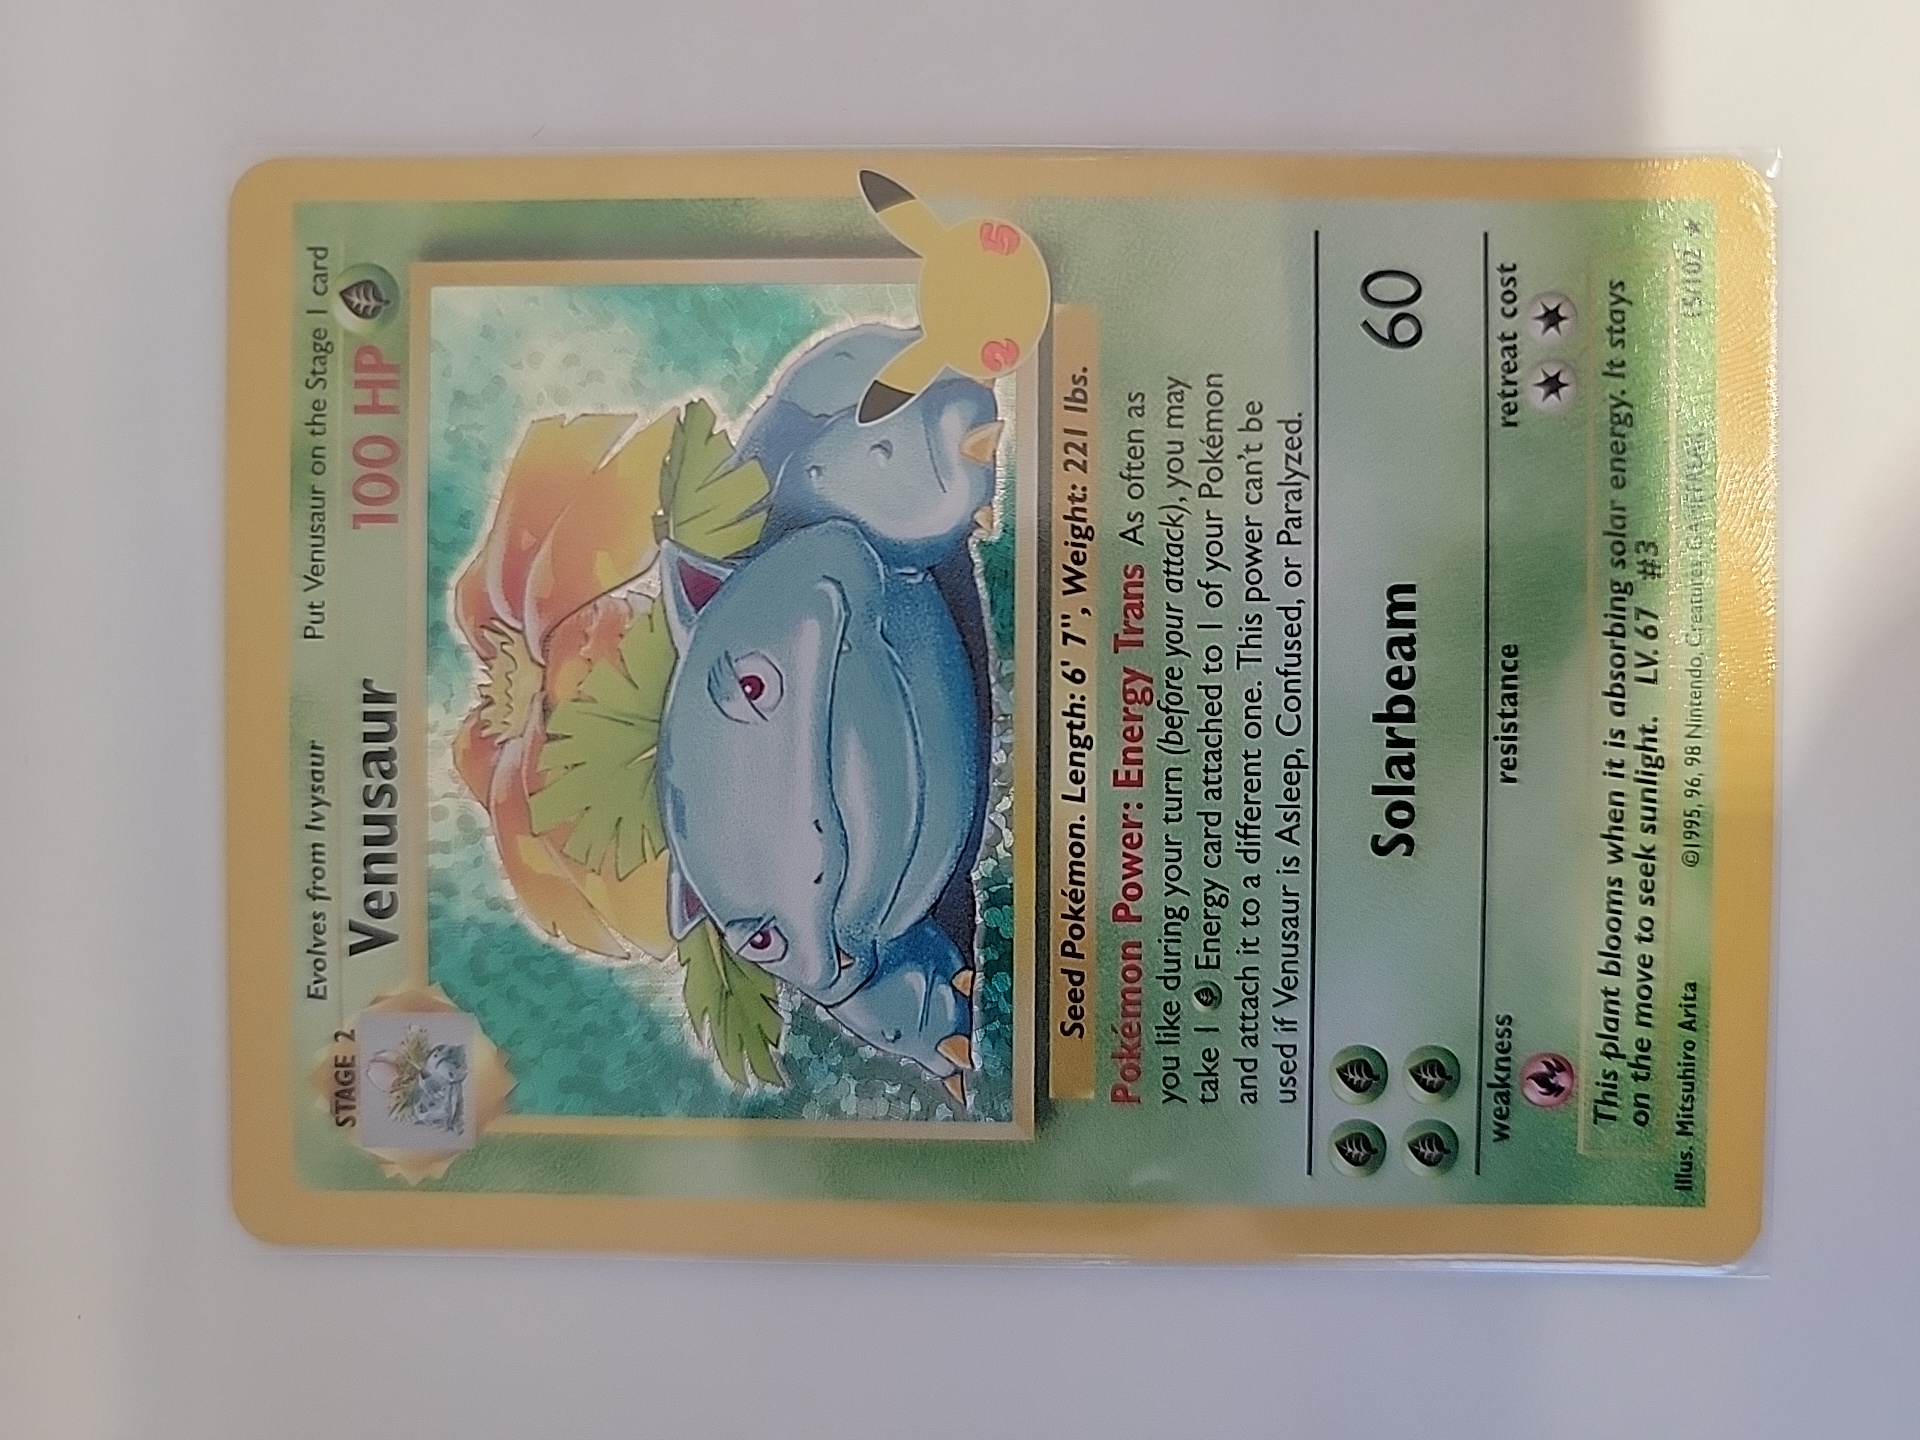 STAGE 2 Evolves from Ivysaur Put Venusaur on the Stage 1 card
Venusaur 100 HP
2 5
Seed Pokémon. Length: 6' 7", Weight: 221 lbs.
Pokémon Power: Energy Trans As often as
you like during your turn (before your attack), you may
take 1 Energy card attached to 1 of your Pokémon
and attach it to a different one. This power can't be
used if Venusaur is Asleep, Confused, or Paralyzed.
Solarbeam 60
weakness resistance retreat cost
This plant blooms when it is absorbing solar energy. It stays
on the move to seek sunlight. LV. 67 #3
Illus. Mitsuhiro Arita ©1995, 96, 98 Nintendo, Creatures, 15/102